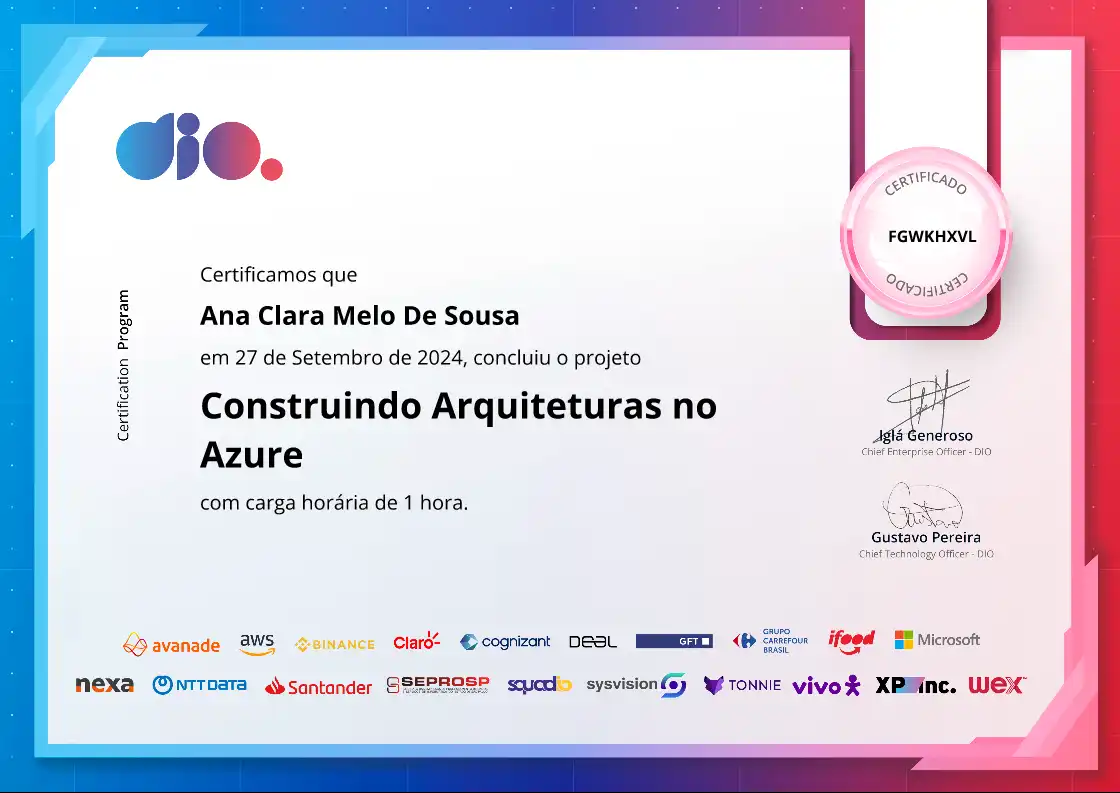 dio.
CERTIFICADO
FGWKHXVL
CERTIFICADO
Certification Program
Certificamos que
Ana Clara Melo De Sousa
em 27 de Setembro de 2024, concluiu o projeto
Construindo Arquiteturas no
Azure
com carga horária de 1 hora.
Iglá Generoso
Chief Enterprise Officer - DIO
Gustavo Pereira
Chief Technology Officer - DIO
avanade aws BINANCE Claro cognizant DEAL GFT GRUPO CARREFOUR BRASIL ifood Microsoft
nexa NTT DATA Santander SEPROSP squadio sysvision TONNIE vivo XP inc. wex